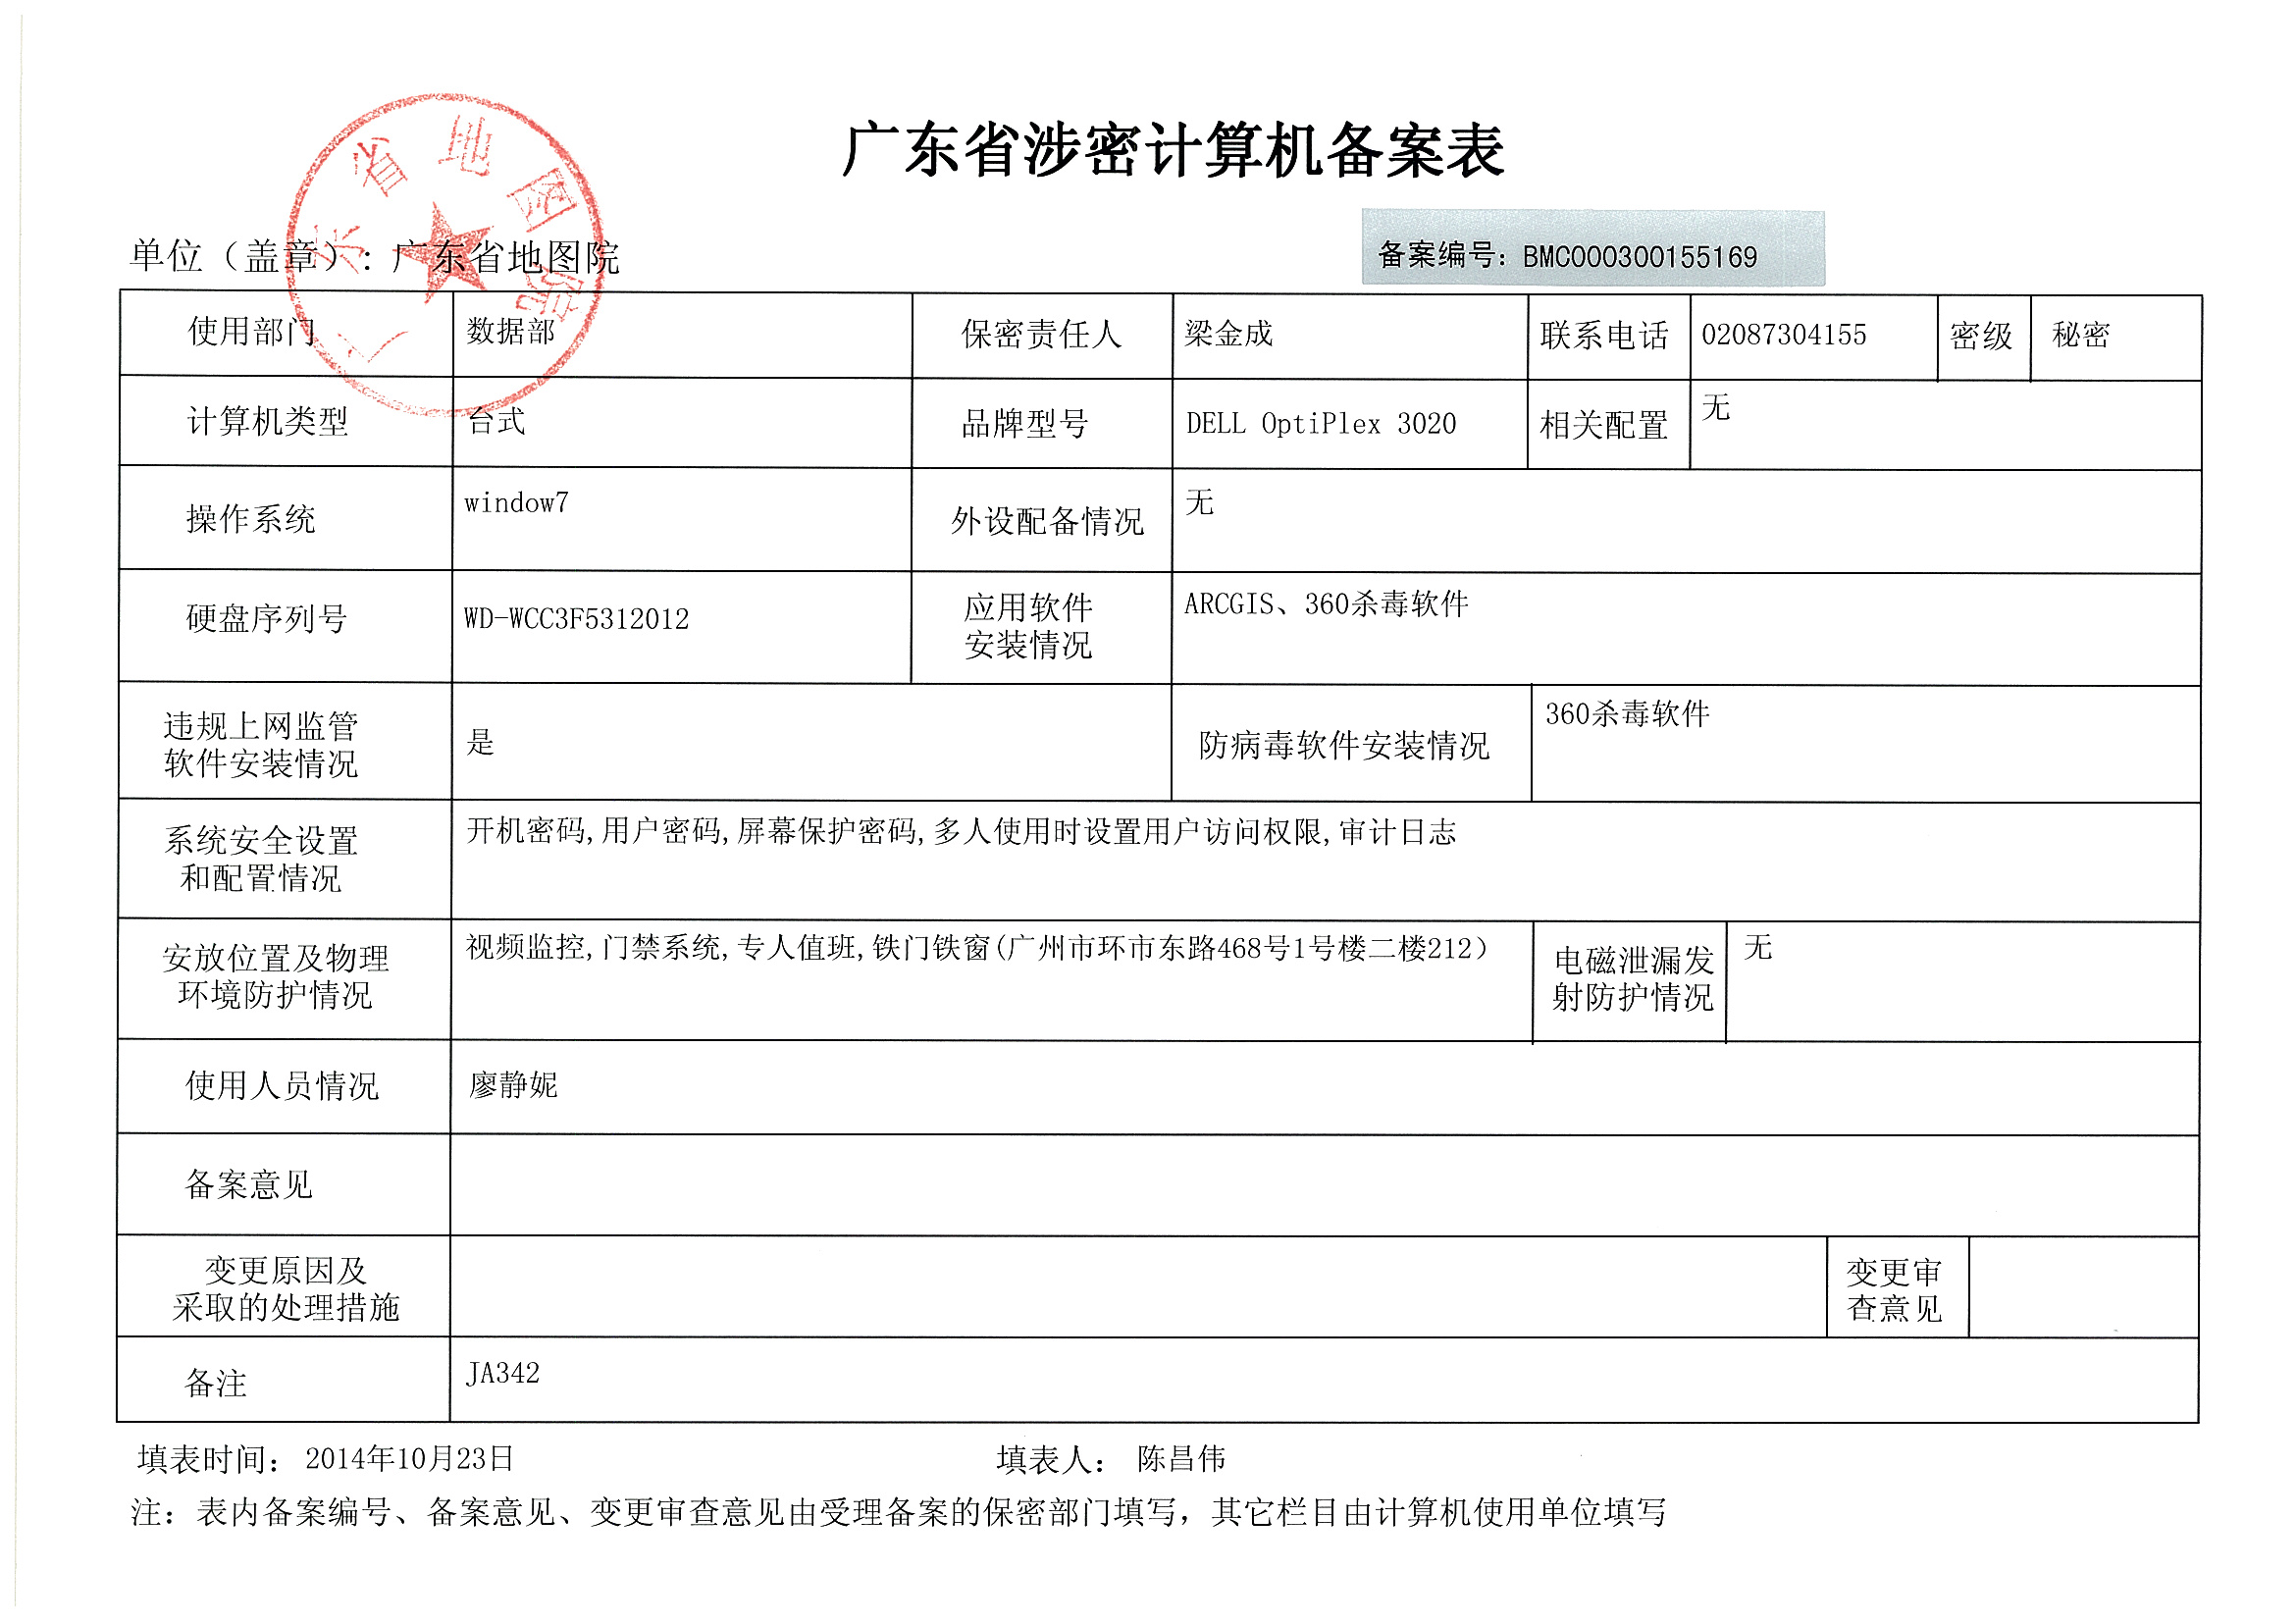 广东省涉密计算机备案表
广东省地图院
单位（盖章）：广东省地图院
备案编号：BMC000300155169
使用部门 数据部 保密责任人 梁金成 联系电话 02087304155 密级 秘密
计算机类型 台式 品牌型号 DELL OptiPlex 3020 相关配置 无
操作系统 window7 外设配备情况 无
硬盘序列号 WD-WCC3F5312012 应用软件
安装情况 ARCGIS、360杀毒软件
违规上网监管
软件安装情况 是 防病毒软件安装情况 360杀毒软件
系统安全设置
和配置情况 开机密码,用户密码,屏幕保护密码,多人使用时设置用户访问权限,审计日志
安放位置及物理
环境防护情况 视频监控,门禁系统,专人值班,铁门铁窗(广州市环市东路468号1号楼二楼212） 电磁泄漏发
射防护情况 无
使用人员情况 廖静妮
备案意见
变更原因及
采取的处理措施 变更审
查意见
备注 JA342
填表时间： 2014年10月23日 填表人： 陈昌伟
注：表内备案编号、备案意见、变更审查意见由受理备案的保密部门填写，其它栏目由计算机使用单位填写